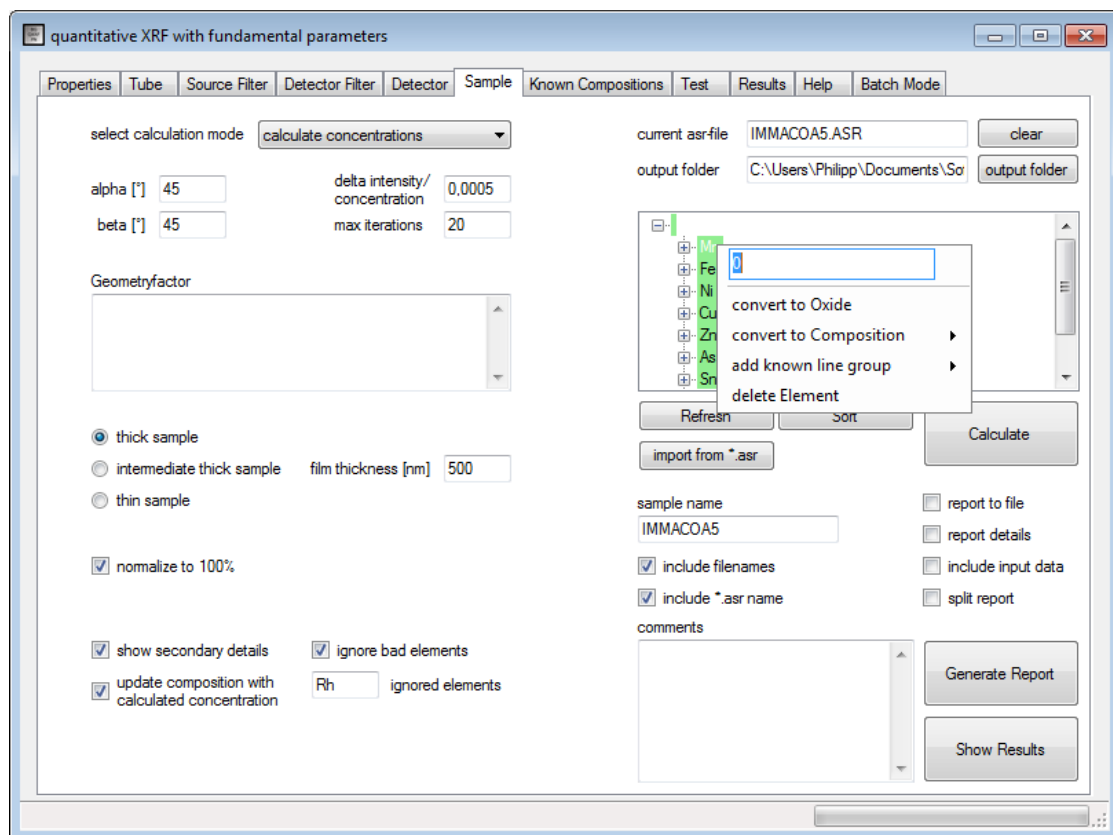 quantitative XRF with fundamental parameters
Properties Tube Source Filter Detector Filter Detector Sample Known Compositions Test Results Help Batch Mode
select calculation mode calculate concentrations
alpha [°] 45
beta [°] 45
delta intensity/
concentration 0,0005
max iterations 20
Geometryfactor
thick sample
intermediate thick sample film thickness [nm] 500
thin sample
normalize to 100%
show secondary details ignore bad elements
update composition with
calculated concentration
Rh ignored elements
current asr-file IMMACOA5.ASR clear
output folder C:\Users\Philipp\Documents\So output folder
Mn
Fe
Ni
Cu
Zn
As
Sn
0
convert to Oxide
convert to Composition
add known line group
delete Element
Refresh Sort
Calculate
import from *.asr
sample name
IMMACOA5
include filenames
include *.asr name
report to file
report details
include input data
split report
comments
Generate Report
Show Results